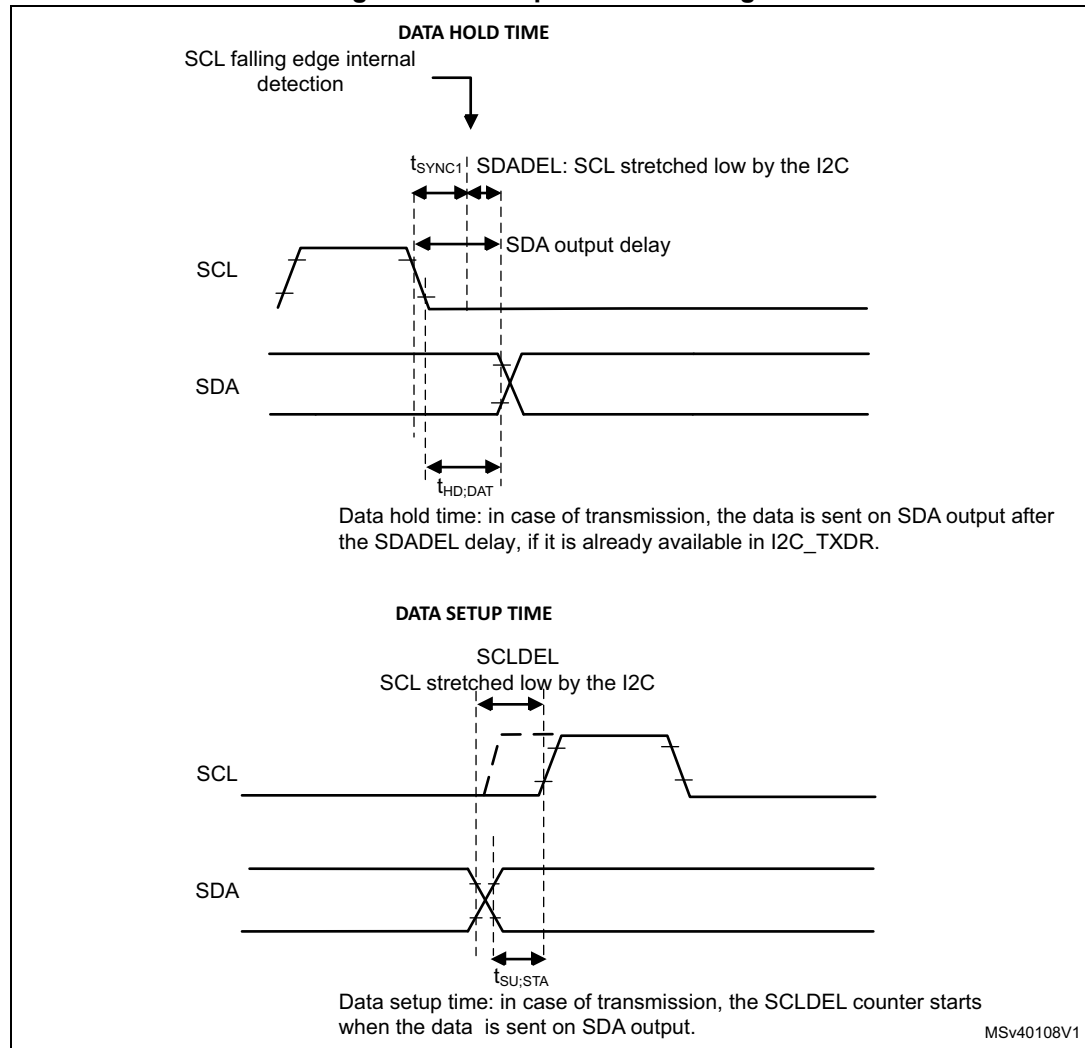 DATA HOLD TIME
SCL falling edge internal
detection
tSYNC1 SDADEL: SCL stretched low by the I2C
SDA output delay
SCL
SDA
tHD;DAT
Data hold time: in case of transmission, the data is sent on SDA output after
the SDADEL delay, if it is already available in I2C_TXDR.
DATA SETUP TIME
SCLDEL
SCL stretched low by the I2C
SCL
SDA
tSU;STA
Data setup time: in case of transmission, the SCLDEL counter starts
when the data is sent on SDA output.
MSv40108V1